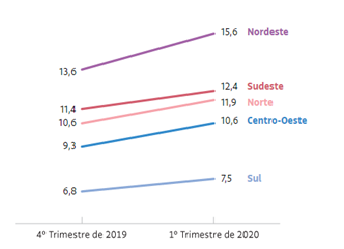 15,6 Nordeste
13,6
12,4 Sudeste
11,4
11,9 Norte
10,6
10,6 Centro-Oeste
9,3
7,5 Sul
6,8
4º Trimestre de 2019 1º Trimestre de 2020